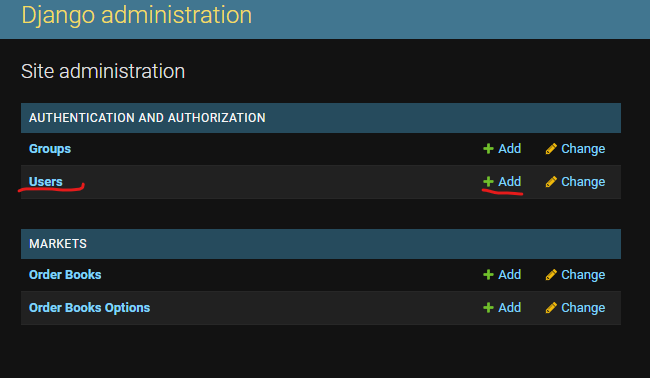 Django administration
Site administration
AUTHENTICATION AND AUTHORIZATION
Groups Add Change
Users Add Change
MARKETS
Order Books Add Change
Order Books Options Add Change